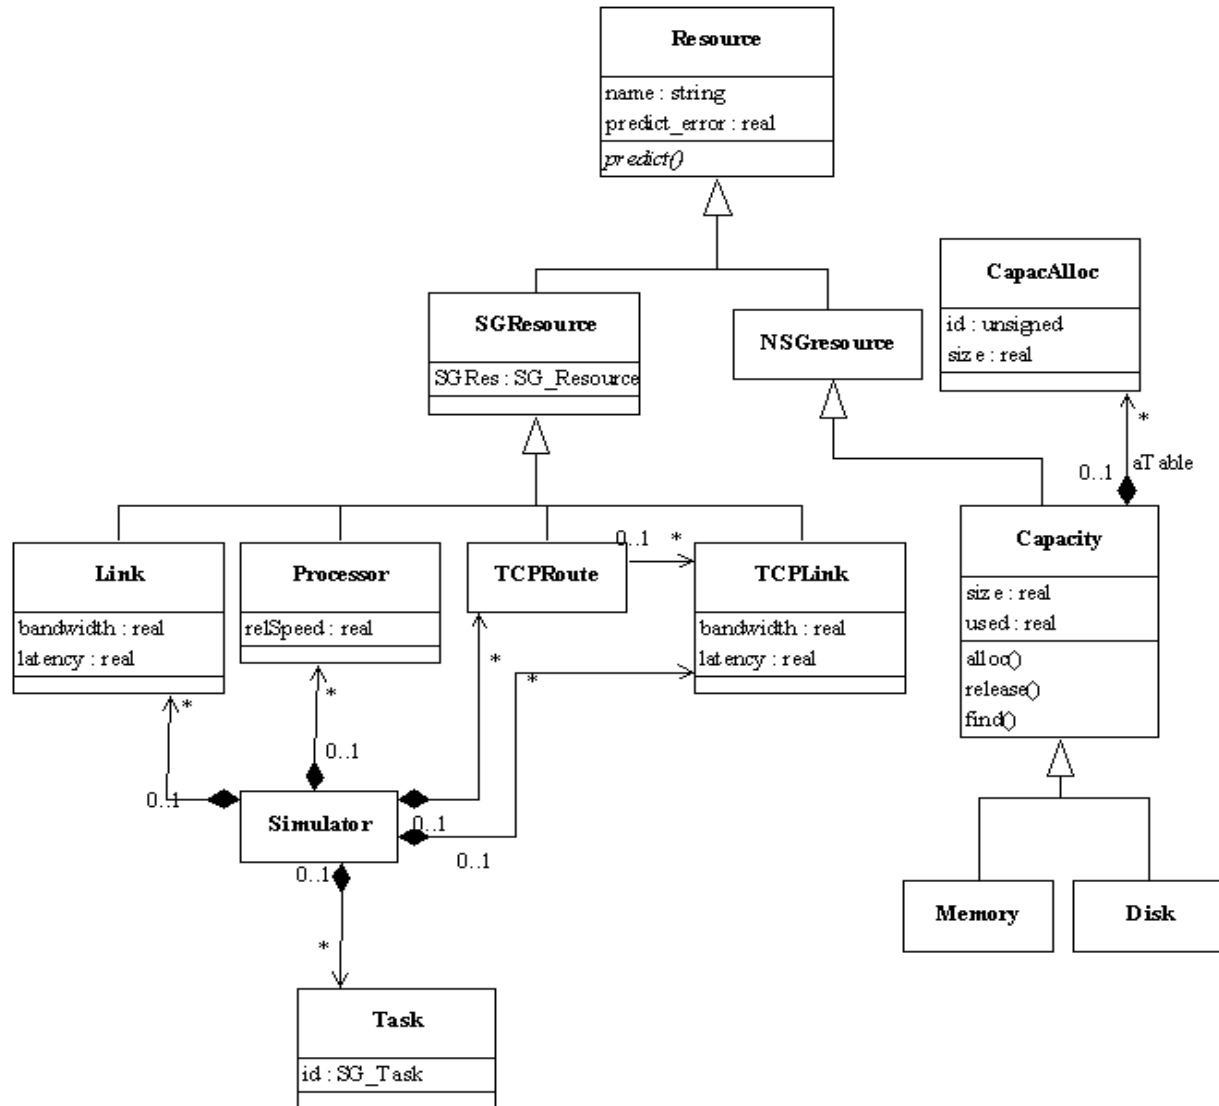 Resource
name : string
predict_error : real
predict()
CapacAlloc
id : unsigned
size : real
SGResource
SGRes : SG_Resource
NSGresource
*
aTable
0..1
Link
bandwidth : real
latency : real
Processor
relSpeed : real
TCPRoute
0..1
*
TCPLink
bandwidth : real
latency : real
Capacity
size : real
used : real
alloc()
release()
find()
*
*
*
*
0..1
0..1
0..1
0..1
Simulator
0..1
*
Memory
Disk
Task
id : SG_Task